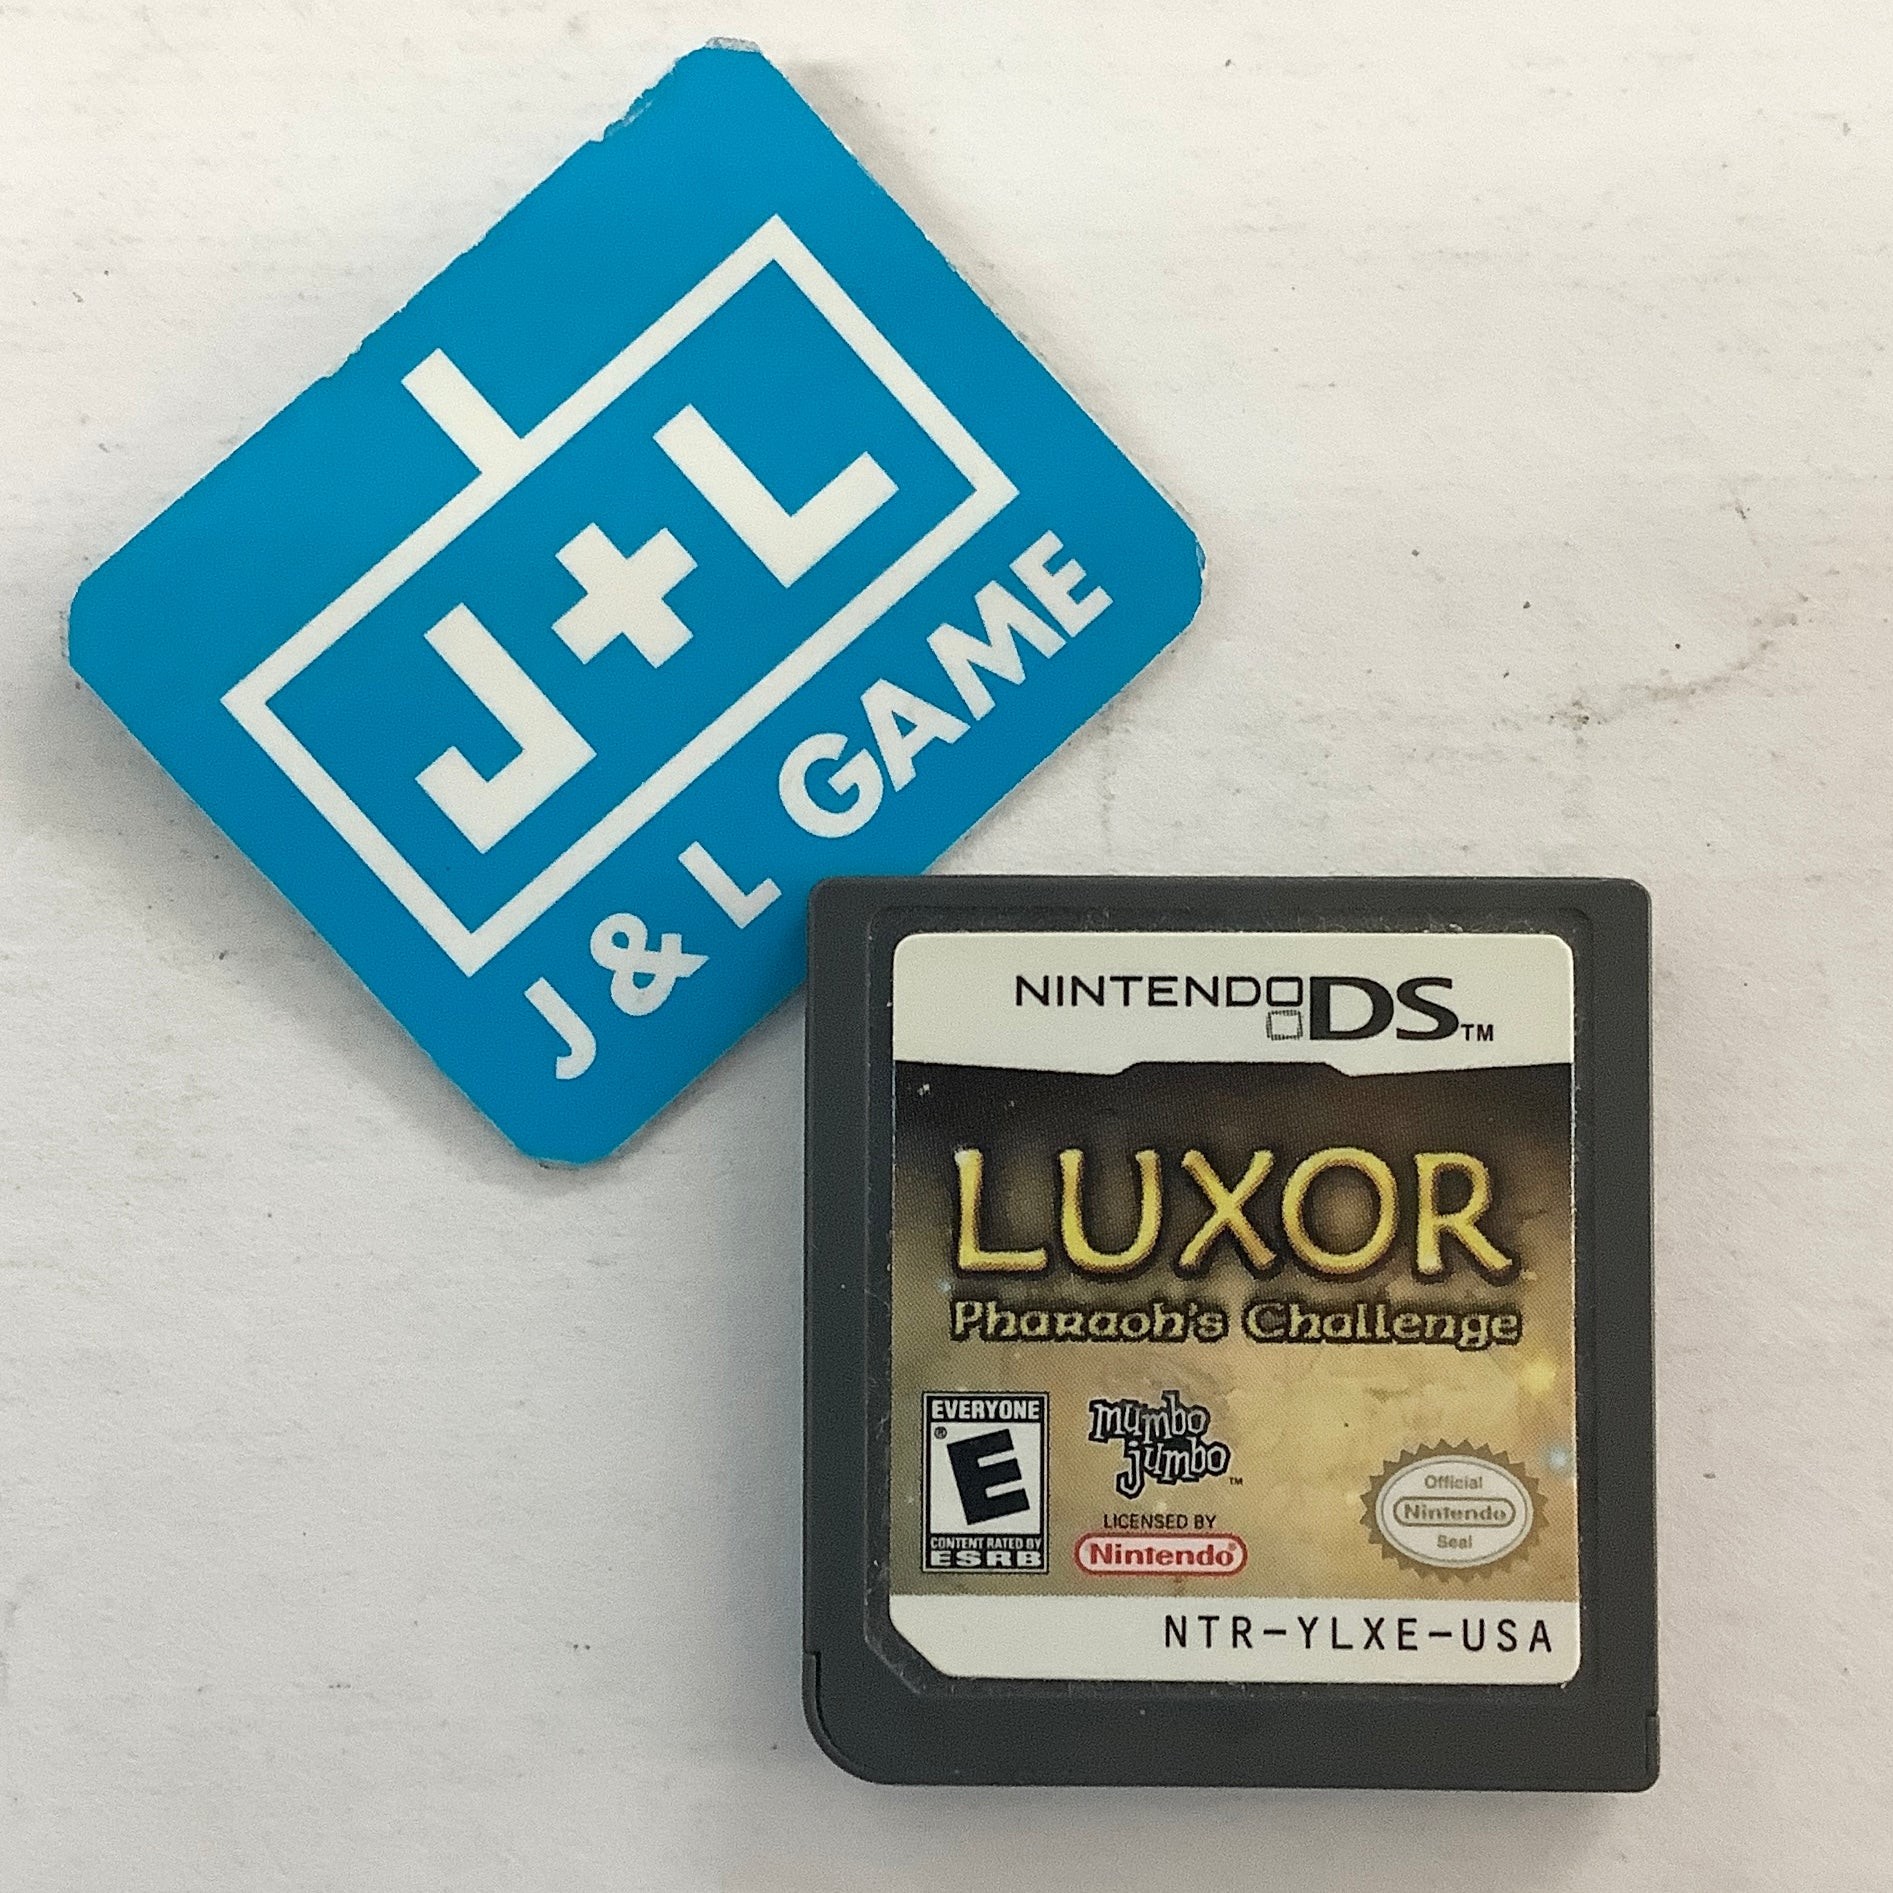 J+L
J & L GAME
NINTENDO DS™
LUXOR
Pharaoh's Challenge
EVERYONE
E®
CONTENT RATED BY
ESRB
mumbo
jumbo™
LICENSED BY
Nintendo®
Official
Nintendo
Seal
NTR-YLXE-USA